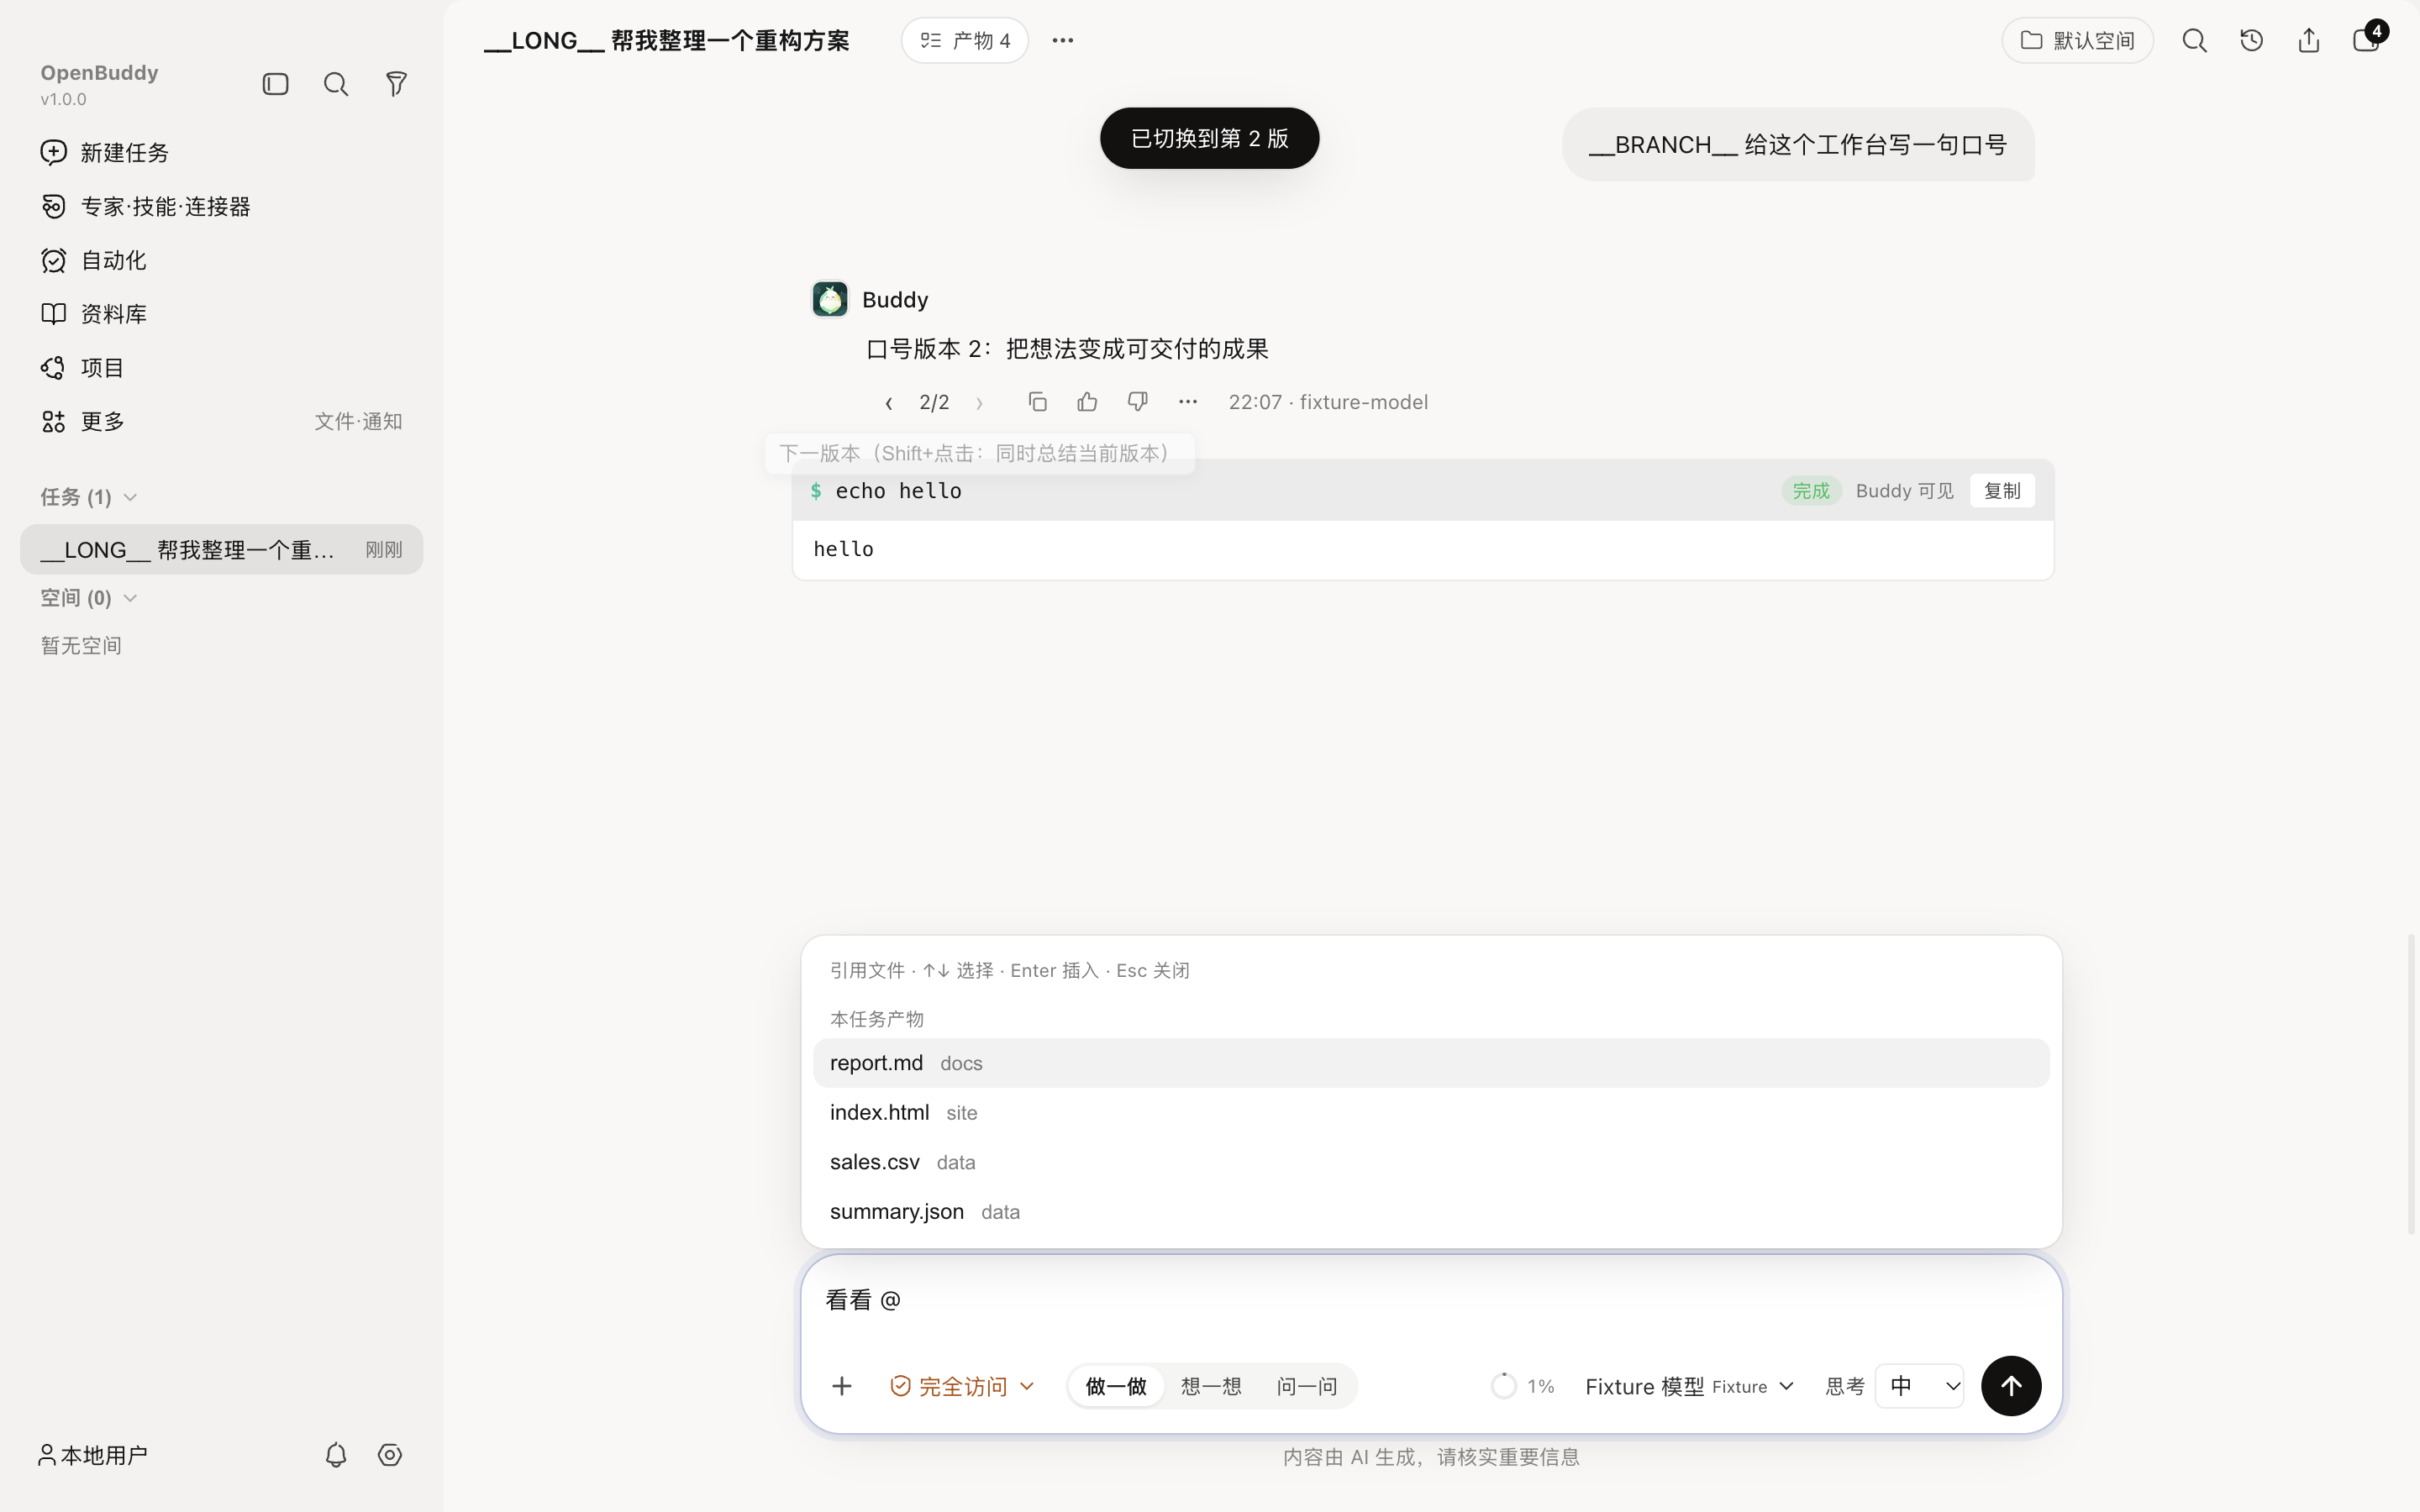 OpenBuddy
v1.0.0
新建任务
专家·技能·连接器
自动化
资料库
项目
更多 文件·通知
任务 (1)
__LONG__ 帮我整理一个重… 刚刚
空间 (0)
暂无空间
本地用户
__LONG__ 帮我整理一个重构方案 产物 4
默认空间 4
已切换到第 2 版
__BRANCH__ 给这个工作台写一句口号
Buddy
口号版本 2：把想法变成可交付的成果
2/2 22:07 · fixture-model
下一版本（Shift+点击：同时总结当前版本）
$ echo hello 完成 Buddy 可见 复制
hello
引用文件 · ↑↓ 选择 · Enter 插入 · Esc 关闭
本任务产物
report.md docs
index.html site
sales.csv data
summary.json data
看看 @
完全访问 做一做 想一想 问一问 1% Fixture 模型 Fixture 思考 中
内容由 AI 生成，请核实重要信息